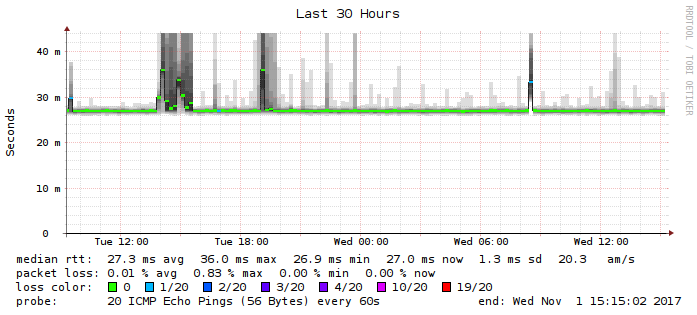 Last 30 Hours
RRDTOOL / TOBI OETIKER
Seconds
40 m
30 m
20 m
10 m
0
Tue 12:00 Tue 18:00 Wed 00:00 Wed 06:00 Wed 12:00
median rtt: 27.3 ms avg 36.0 ms max 26.9 ms min 27.0 ms now 1.3 ms sd 20.3 am/s
packet loss: 0.01 % avg 0.83 % max 0.00 % min 0.00 % now
loss color: 0 1/20 2/20 3/20 4/20 10/20 19/20
probe: 20 ICMP Echo Pings (56 Bytes) every 60s end: Wed Nov 1 15:15:02 2017